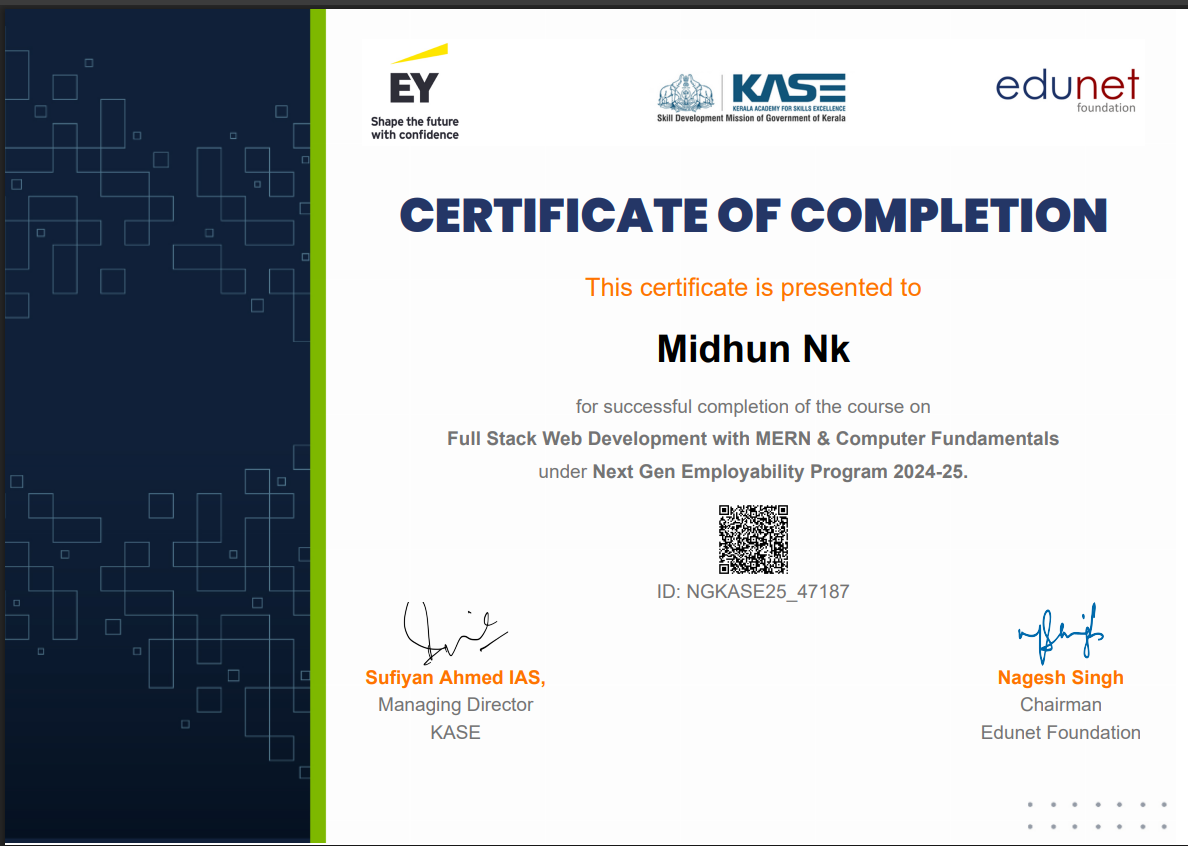 EY
Shape the future
with confidence
KASE
KERALA ACADEMY FOR SKILLS EXCELLENCE
Skill Development Mission of Government of Kerala
edunet
foundation
CERTIFICATE OF COMPLETION
This certificate is presented to
Midhun Nk
for successful completion of the course on
Full Stack Web Development with MERN & Computer Fundamentals
under Next Gen Employability Program 2024-25.
ID: NGKASE25_47187
Sufiyan Ahmed IAS,
Managing Director
KASE
Nagesh Singh
Chairman
Edunet Foundation